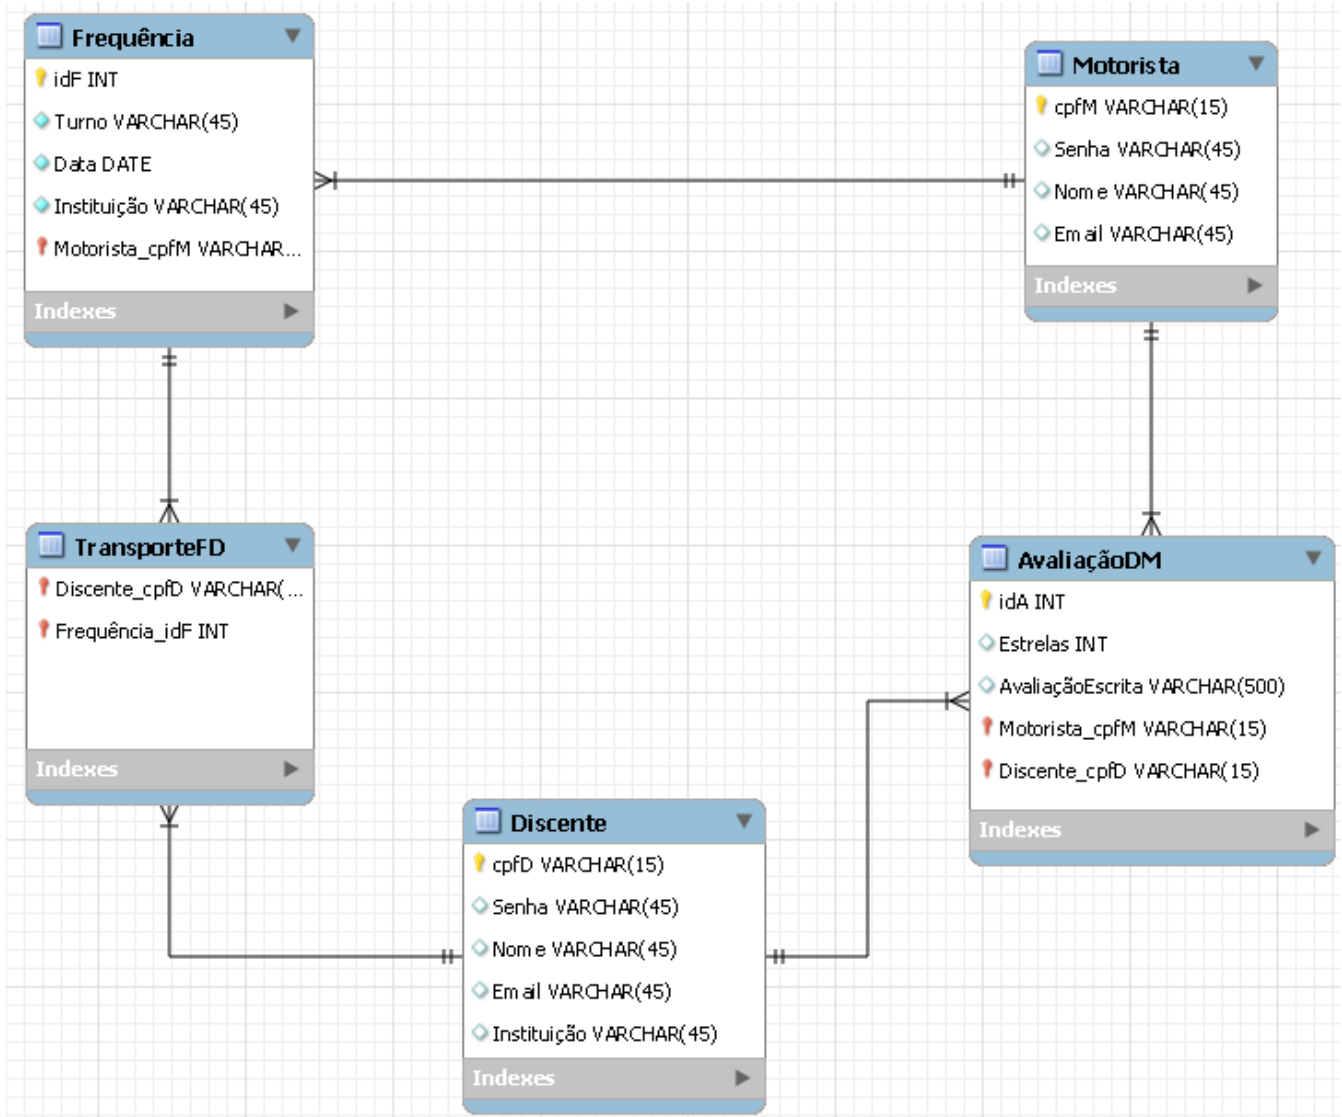 Frequência
idF INT
Turno VARCHAR(45)
Data DATE
Instituição VARCHAR(45)
Motorista_cpfM VARCHAR...
Indexes
Motorista
cpfM VARCHAR(15)
Senha VARCHAR(45)
Nome VARCHAR(45)
Email VARCHAR(45)
Indexes
TransporteFD
Discente_cpfD VARCHAR(...
Frequência_idF INT
Indexes
AvaliaçãoDM
idA INT
Estrelas INT
AvaliaçãoEscrita VARCHAR(500)
Motorista_cpfM VARCHAR(15)
Discente_cpfD VARCHAR(15)
Indexes
Discente
cpfD VARCHAR(15)
Senha VARCHAR(45)
Nome VARCHAR(45)
Email VARCHAR(45)
Instituição VARCHAR(45)
Indexes